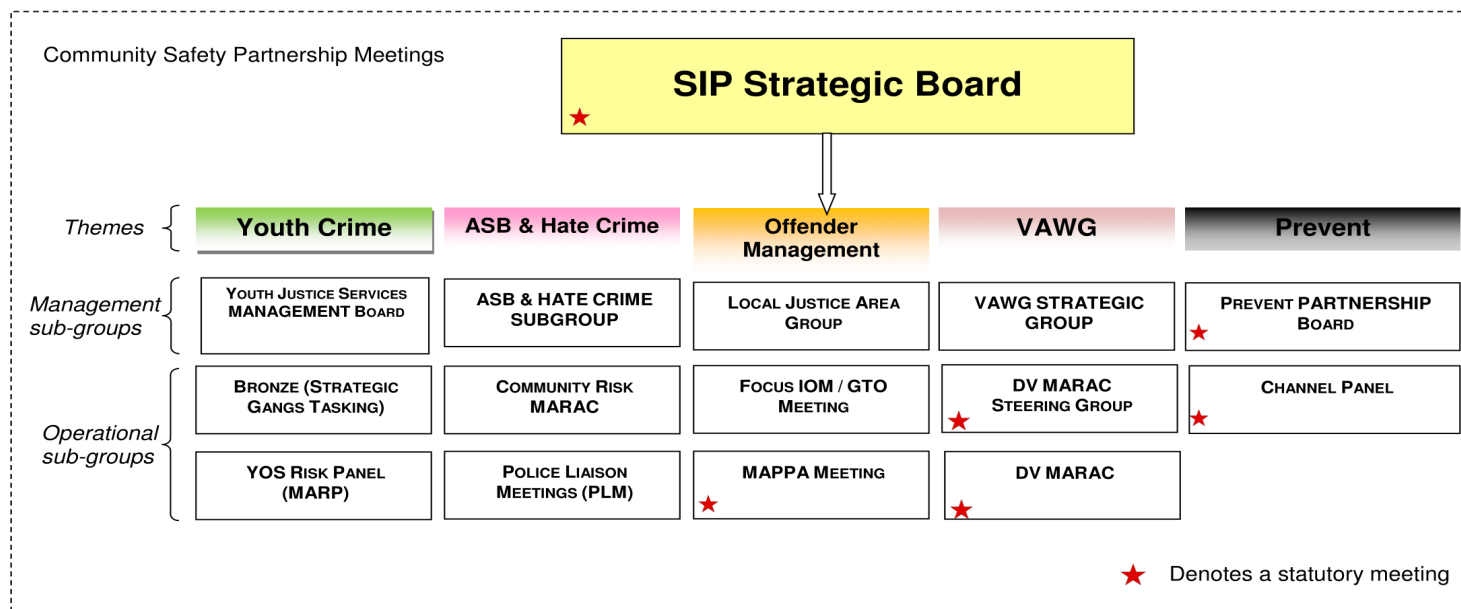 Community Safety Partnership Meetings
SIP Strategic Board
Themes
Youth Crime
ASB & Hate Crime
Offender
Management
VAWG
Prevent
Management
sub-groups
YOUTH JUSTICE SERVICES
MANAGEMENT BOARD
ASB & HATE CRIME
SUBGROUP
LOCAL JUSTICE AREA
GROUP
VAWG STRATEGIC
GROUP
PREVENT PARTNERSHIP
BOARD
Operational
sub-groups
BRONZE (STRATEGIC
GANGS TASKING)
COMMUNITY RISK
MARAC
FOCUS IOM / GTO
MEETING
DV MARAC
STEERING GROUP
CHANNEL PANEL
YOS RISK PANEL
(MARP)
POLICE LIAISON
MEETINGS (PLM)
MAPPA MEETING
DV MARAC
Denotes a statutory meeting